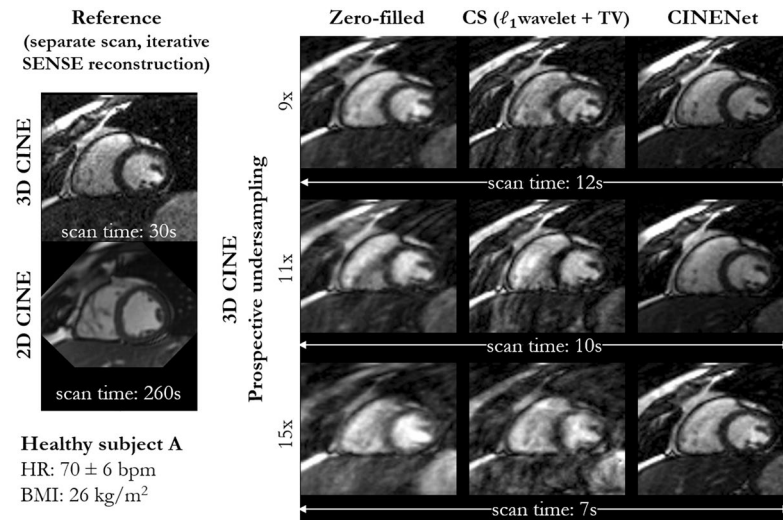 Reference
(separate scan, iterative
SENSE reconstruction)
3D CINE
scan time: 30s
2D CINE
scan time: 260s
Healthy subject A
HR: 70 ± 6 bpm
BMI: 26 kg/m²
3D CINE
Prospective undersampling
Zero-filled
CS (ℓ₁ wavelet + TV)
CINENet
9x
scan time: 12s
11x
scan time: 10s
15x
scan time: 7s